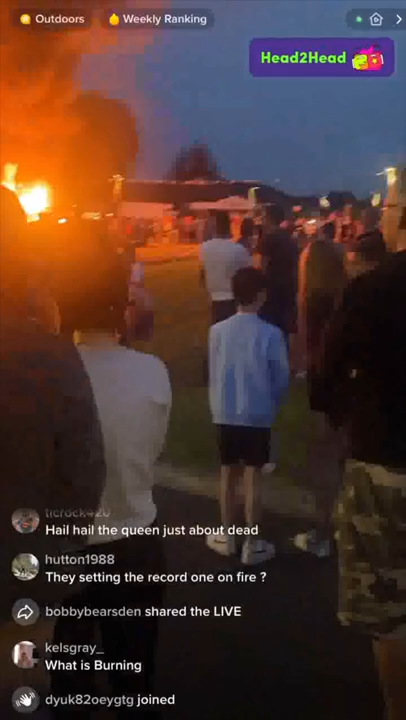 Outdoors
Weekly Ranking
Head2Head
ticrock420
Hail hail the queen just about dead
hutton1988
They setting the record one on fire ?
bobbybearsden shared the LIVE
kelsgray_
What is Burning
dyuk82oeygtg joined